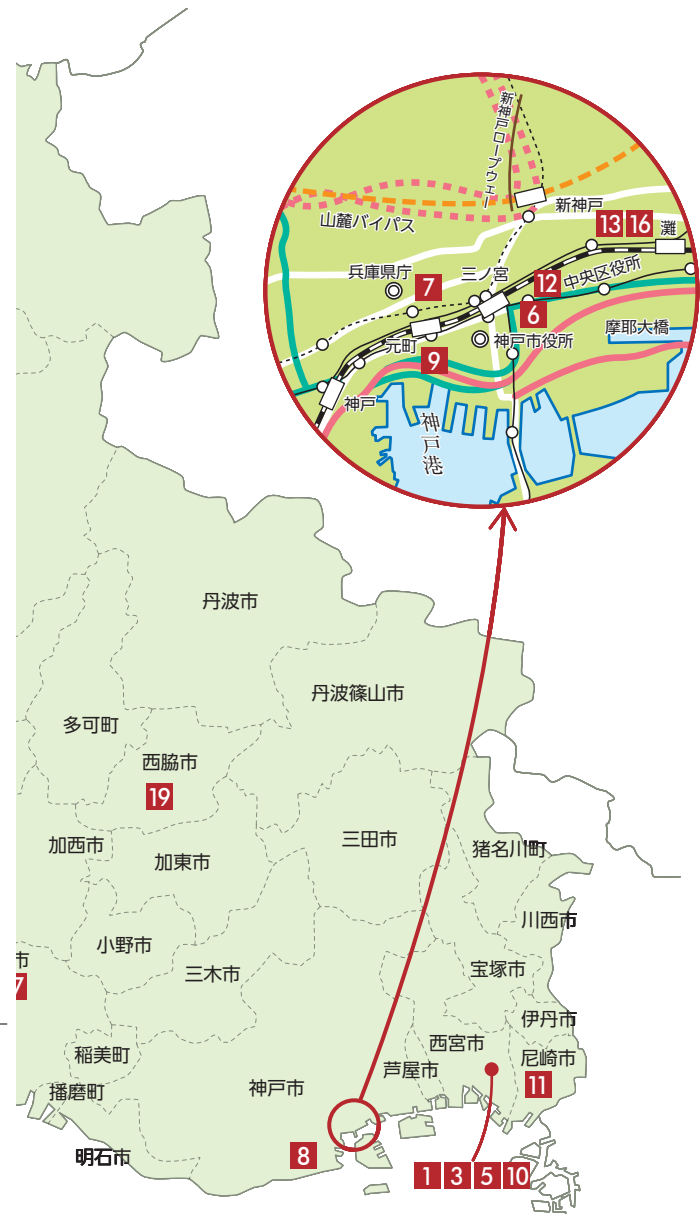 新神戸ロープウェー
新神戸
山麓バイパス
13 16
灘
兵庫県庁
7
三ノ宮
12
中央区役所
6
元町
9
神戸市役所
摩耶大橋
神戸
神戸港
丹波市
丹波篠山市
多可町
西脇市
19
加西市
加東市
三田市
猪名川町
川西市
小野市
市
7
三木市
宝塚市
伊丹市
稲美町
西宮市
尼崎市
芦屋市
11
播磨町
神戸市
明石市
8
1 3 5 10